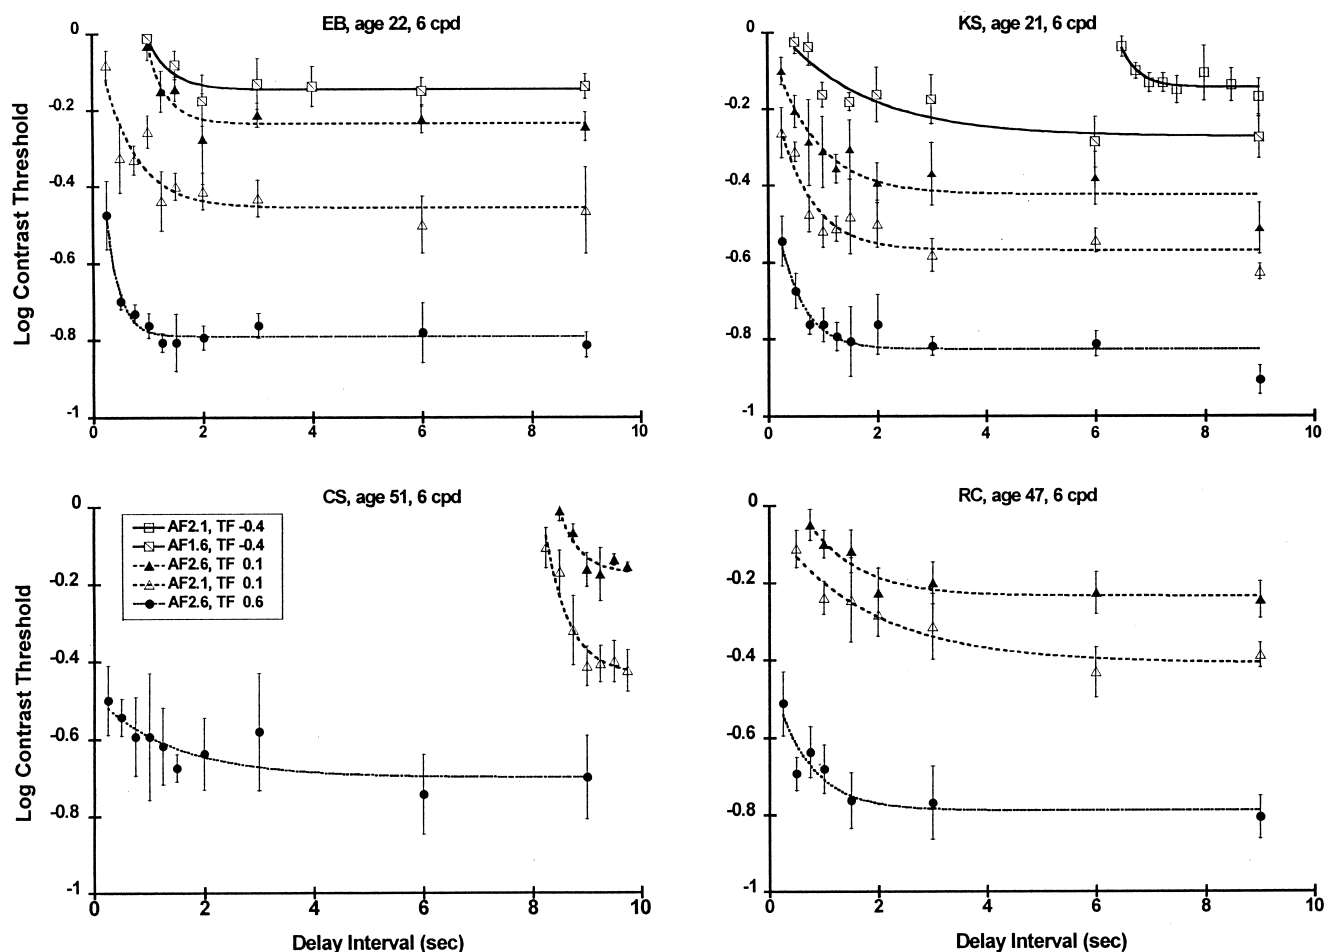 EB, age 22, 6 cpd
0
-0.2
-0.4
-0.6
-0.8
-1
0 2 4 6 8 10
Log Contrast Threshold
KS, age 21, 6 cpd
0
-0.2
-0.4
-0.6
-0.8
-1
0 2 4 6 8 10
CS, age 51, 6 cpd
0
-0.2
-0.4
-0.6
-0.8
-1
0 2 4 6 8 10
Log Contrast Threshold
Delay Interval (sec)
AF2.1, TF -0.4
AF1.6, TF -0.4
AF2.6, TF 0.1
AF2.1, TF 0.1
AF2.6, TF 0.6
RC, age 47, 6 cpd
0
-0.2
-0.4
-0.6
-0.8
-1
0 2 4 6 8 10
Delay Interval (sec)